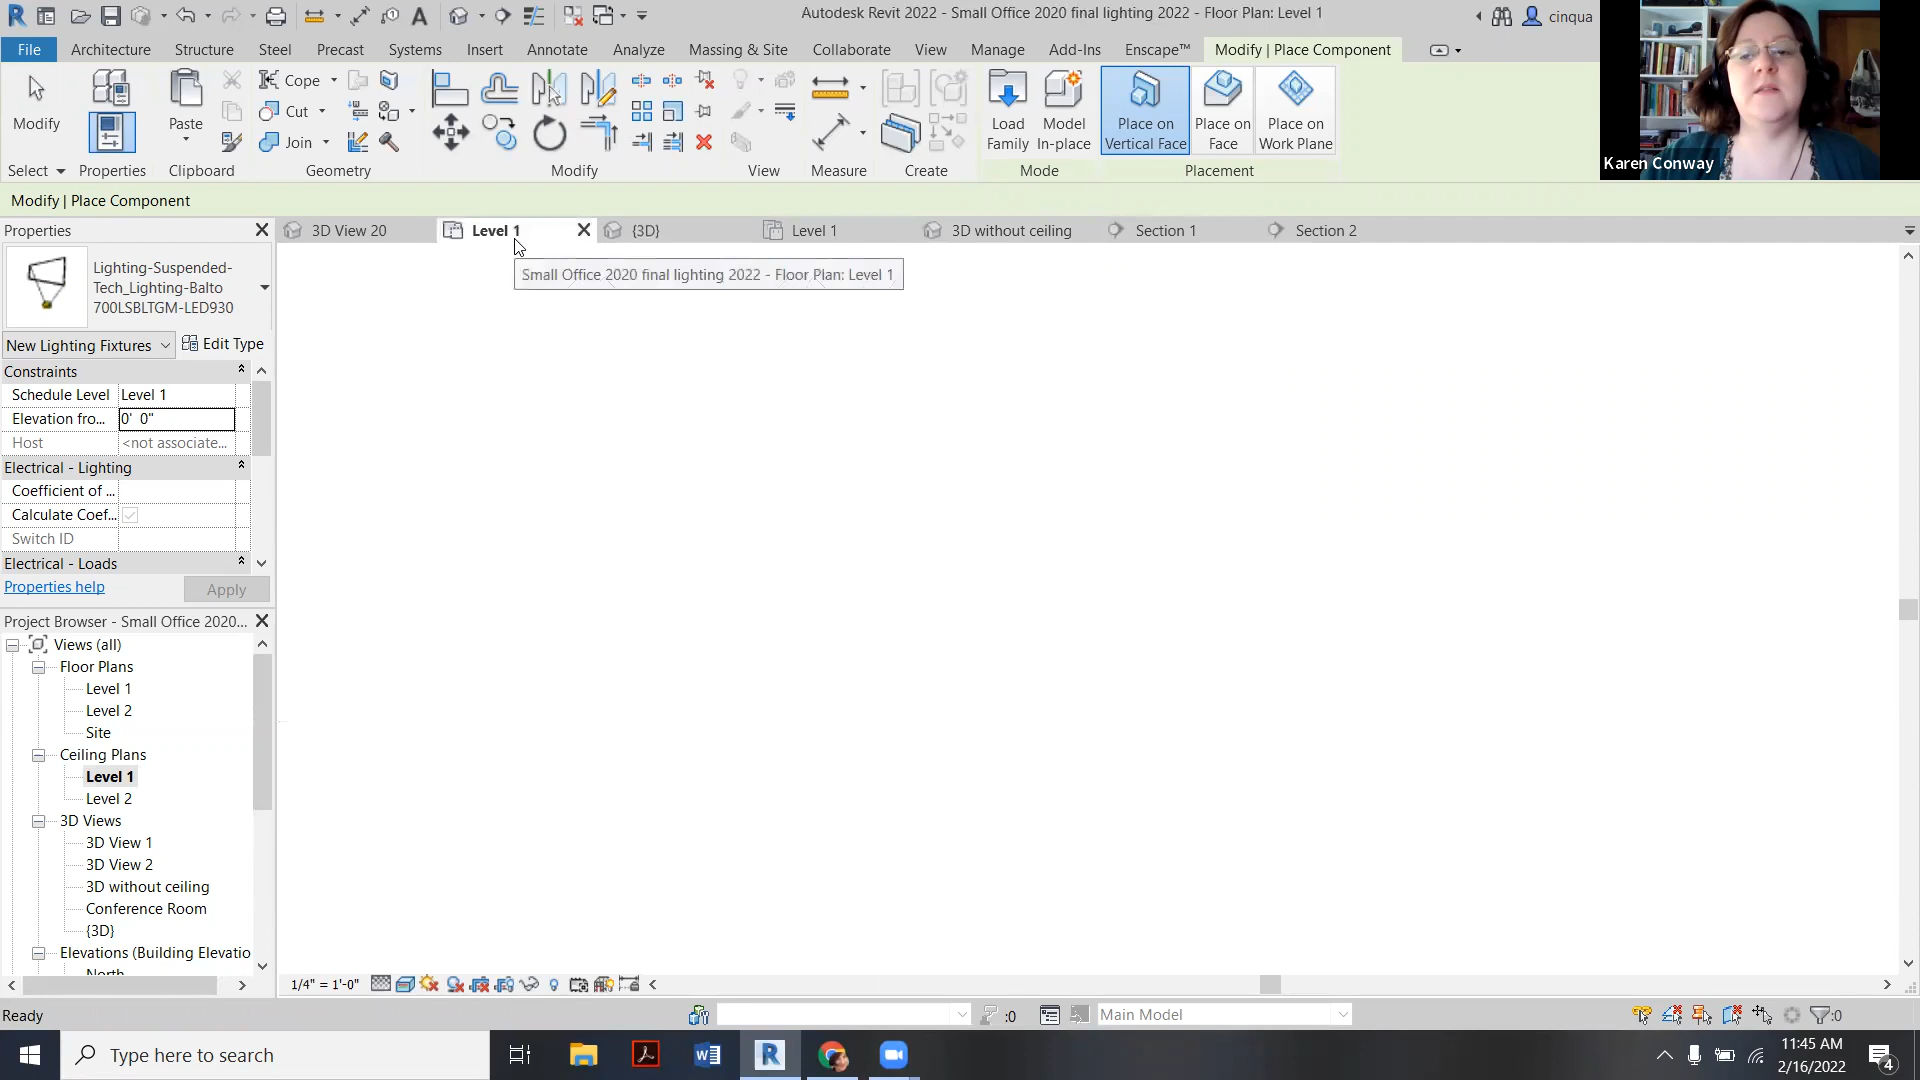 Autodesk Revit 2022 - Small Office 2020 final lighting 2022 - Floor Plan: Level 1
cinqua
File
Architecture
Structure
Steel
Precast
Systems
Insert
Annotate
Analyze
Massing & Site
Collaborate
View
Manage
Add-Ins
Enscape™
Modify | Place Component
Modify
Paste
Cope
Cut
Join
Load
Family
Model
In-place
Place on
Vertical Face
Place on
Face
Place on
Work Plane
Select
Properties
Clipboard
Geometry
Modify
View
Measure
Create
Mode
Placement
Karen Conway
Modify | Place Component
Properties
3D View 20
Level 1
{3D}
Level 1
3D without ceiling
Section 1
Section 2
Small Office 2020 final lighting 2022 - Floor Plan: Level 1
Lighting-Suspended-
Tech_Lighting-Balto
700LSBLTGM-LED930
New Lighting Fixtures
Edit Type
Constraints
Schedule Level
Level 1
Elevation fro...
0' 0"
Host
<not associate...
Electrical - Lighting
Coefficient of ...
Calculate Coef...
Switch ID
Electrical - Loads
Properties help
Apply
Project Browser - Small Office 2020...
Views (all)
Floor Plans
Level 1
Level 2
Site
Ceiling Plans
Level 1
Level 2
3D Views
3D View 1
3D View 2
3D without ceiling
Conference Room
{3D}
Elevations (Building Elevatio
North
1/4" = 1'-0"
Ready
:0
Main Model
:0
Type here to search
11:45 AM
2/16/2022
4